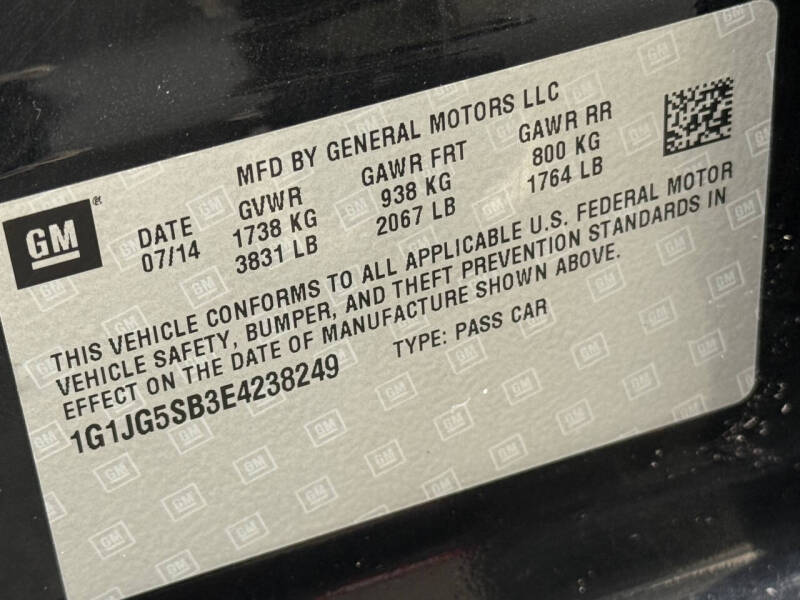 GM®
MFD BY GENERAL MOTORS LLC
DATE GVWR GAWR FRT GAWR RR
07/14 1738 KG 938 KG 800 KG
3831 LB 2067 LB 1764 LB
THIS VEHICLE CONFORMS TO ALL APPLICABLE U.S. FEDERAL MOTOR
VEHICLE SAFETY, BUMPER, AND THEFT PREVENTION STANDARDS IN
EFFECT ON THE DATE OF MANUFACTURE SHOWN ABOVE.
1G1JG5SB3E4238249 TYPE: PASS CAR